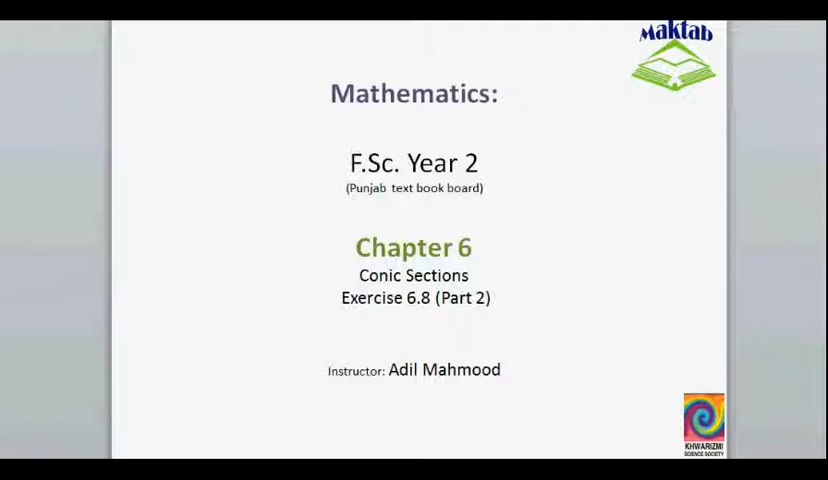 Maktab
Mathematics:
F.Sc. Year 2
(Punjab text book board)
Chapter 6
Conic Sections
Exercise 6.8 (Part 2)
Instructor: Adil Mahmood
KHWARIZMI
SCIENCE SOCIETY